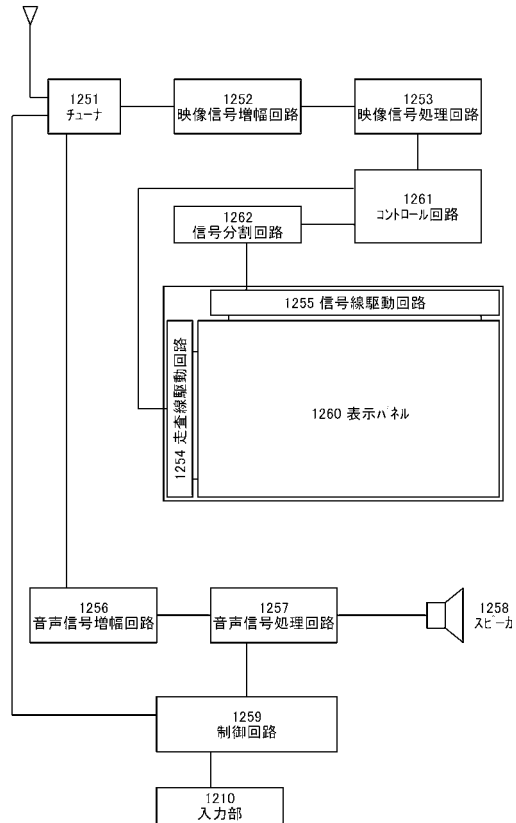 1251
チューナ
1252
映像信号増幅回路
1253
映像信号処理回路
1261
コントロール回路
1262
信号分割回路
1255 信号線駆動回路
1254 走査線駆動回路
1260 表示パネル
1256
音声信号増幅回路
1257
音声信号処理回路
1258
スピーカ
1259
制御回路
1210
入力部